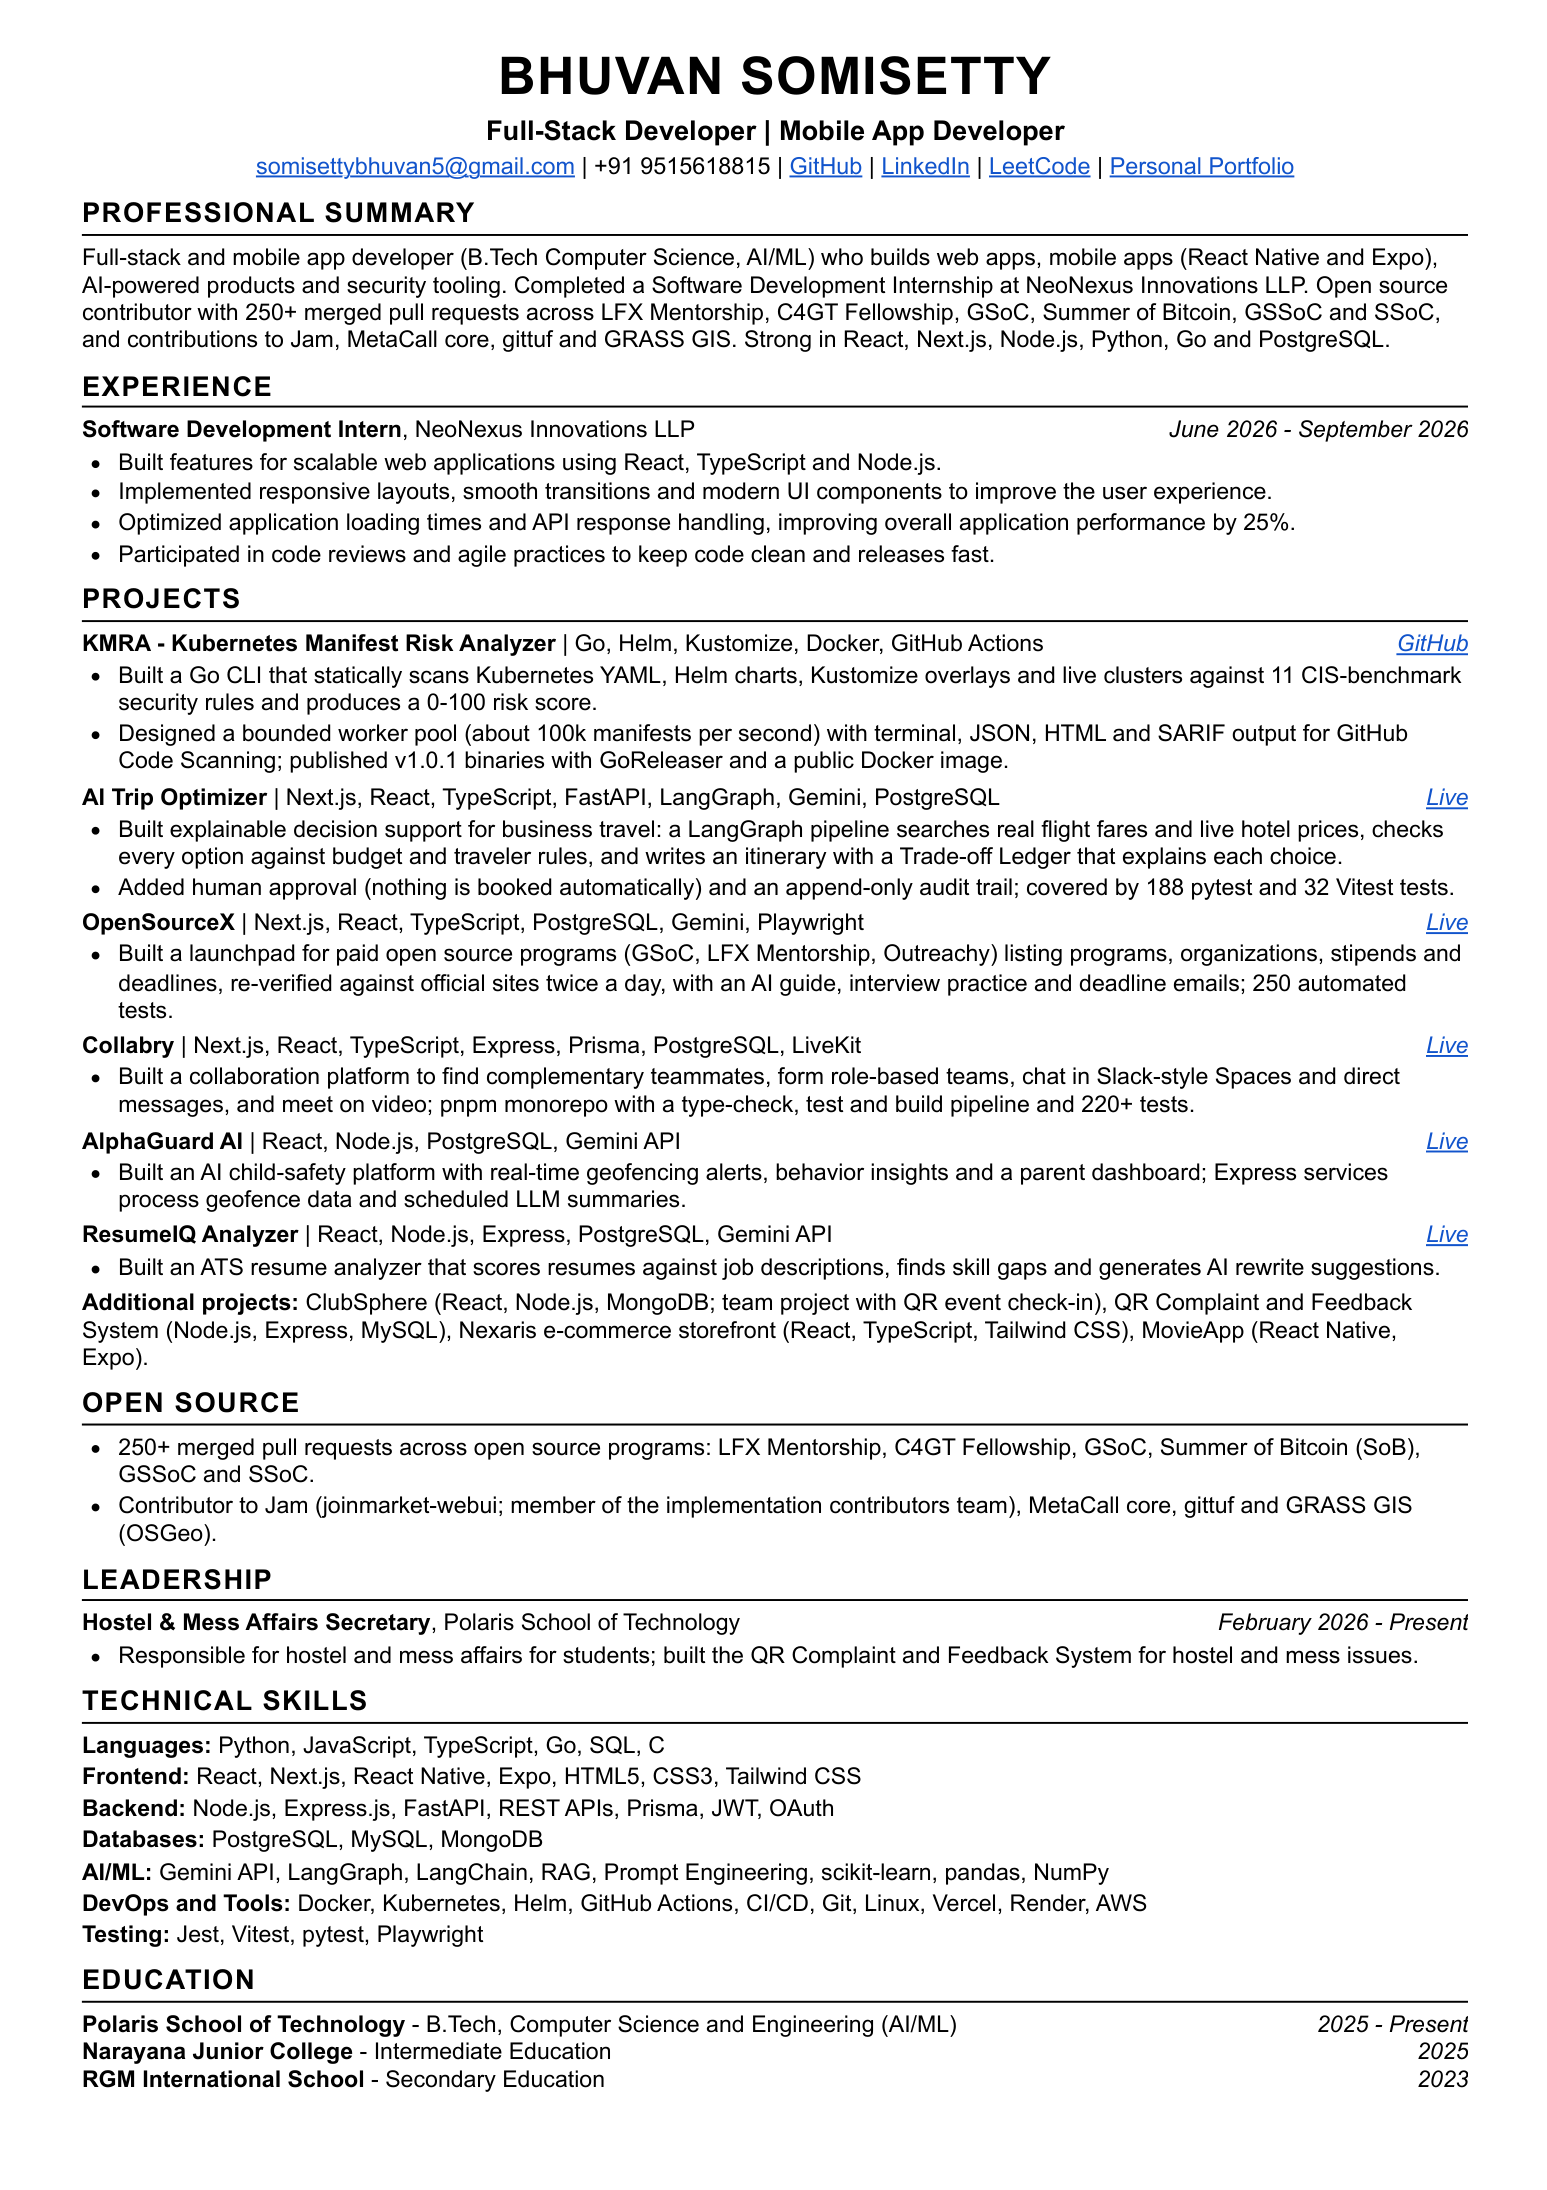 BHUVAN SOMISETTY
Full-Stack Developer | Mobile App Developer
somisettybhuvan5@gmail.com | +91 9515618815 | GitHub | LinkedIn | LeetCode | Personal Portfolio
PROFESSIONAL SUMMARY
Full-stack and mobile app developer (B.Tech Computer Science, AI/ML) who builds web apps, mobile apps (React Native and Expo),
AI-powered products and security tooling. Completed a Software Development Internship at NeoNexus Innovations LLP. Open source
contributor with 250+ merged pull requests across LFX Mentorship, C4GT Fellowship, GSoC, Summer of Bitcoin, GSSoC and SSoC,
and contributions to Jam, MetaCall core, gittuf and GRASS GIS. Strong in React, Next.js, Node.js, Python, Go and PostgreSQL.
EXPERIENCE
Software Development Intern, NeoNexus Innovations LLP June 2026 - September 2026
• Built features for scalable web applications using React, TypeScript and Node.js.
• Implemented responsive layouts, smooth transitions and modern UI components to improve the user experience.
• Optimized application loading times and API response handling, improving overall application performance by 25%.
• Participated in code reviews and agile practices to keep code clean and releases fast.
PROJECTS
KMRA - Kubernetes Manifest Risk Analyzer | Go, Helm, Kustomize, Docker, GitHub Actions GitHub
• Built a Go CLI that statically scans Kubernetes YAML, Helm charts, Kustomize overlays and live clusters against 11 CIS-benchmark
security rules and produces a 0-100 risk score.
• Designed a bounded worker pool (about 100k manifests per second) with terminal, JSON, HTML and SARIF output for GitHub
Code Scanning; published v1.0.1 binaries with GoReleaser and a public Docker image.
AI Trip Optimizer | Next.js, React, TypeScript, FastAPI, LangGraph, Gemini, PostgreSQL Live
• Built explainable decision support for business travel: a LangGraph pipeline searches real flight fares and live hotel prices, checks
every option against budget and traveler rules, and writes an itinerary with a Trade-off Ledger that explains each choice.
• Added human approval (nothing is booked automatically) and an append-only audit trail; covered by 188 pytest and 32 Vitest tests.
OpenSourceX | Next.js, React, TypeScript, PostgreSQL, Gemini, Playwright Live
• Built a launchpad for paid open source programs (GSoC, LFX Mentorship, Outreachy) listing programs, organizations, stipends and
deadlines, re-verified against official sites twice a day, with an AI guide, interview practice and deadline emails; 250 automated
tests.
Collabry | Next.js, React, TypeScript, Express, Prisma, PostgreSQL, LiveKit Live
• Built a collaboration platform to find complementary teammates, form role-based teams, chat in Slack-style Spaces and direct
messages, and meet on video; pnpm monorepo with a type-check, test and build pipeline and 220+ tests.
AlphaGuard AI | React, Node.js, PostgreSQL, Gemini API Live
• Built an AI child-safety platform with real-time geofencing alerts, behavior insights and a parent dashboard; Express services
process geofence data and scheduled LLM summaries.
ResumeIQ Analyzer | React, Node.js, Express, PostgreSQL, Gemini API Live
• Built an ATS resume analyzer that scores resumes against job descriptions, finds skill gaps and generates AI rewrite suggestions.
Additional projects: ClubSphere (React, Node.js, MongoDB; team project with QR event check-in), QR Complaint and Feedback
System (Node.js, Express, MySQL), Nexaris e-commerce storefront (React, TypeScript, Tailwind CSS), MovieApp (React Native,
Expo).
OPEN SOURCE
• 250+ merged pull requests across open source programs: LFX Mentorship, C4GT Fellowship, GSoC, Summer of Bitcoin (SoB),
GSSoC and SSoC.
• Contributor to Jam (joinmarket-webui; member of the implementation contributors team), MetaCall core, gittuf and GRASS GIS
(OSGeo).
LEADERSHIP
Hostel & Mess Affairs Secretary, Polaris School of Technology February 2026 - Present
• Responsible for hostel and mess affairs for students; built the QR Complaint and Feedback System for hostel and mess issues.
TECHNICAL SKILLS
Languages: Python, JavaScript, TypeScript, Go, SQL, C
Frontend: React, Next.js, React Native, Expo, HTML5, CSS3, Tailwind CSS
Backend: Node.js, Express.js, FastAPI, REST APIs, Prisma, JWT, OAuth
Databases: PostgreSQL, MySQL, MongoDB
AI/ML: Gemini API, LangGraph, LangChain, RAG, Prompt Engineering, scikit-learn, pandas, NumPy
DevOps and Tools: Docker, Kubernetes, Helm, GitHub Actions, CI/CD, Git, Linux, Vercel, Render, AWS
Testing: Jest, Vitest, pytest, Playwright
EDUCATION
Polaris School of Technology - B.Tech, Computer Science and Engineering (AI/ML) 2025 - Present
Narayana Junior College - Intermediate Education 2025
RGM International School - Secondary Education 2023